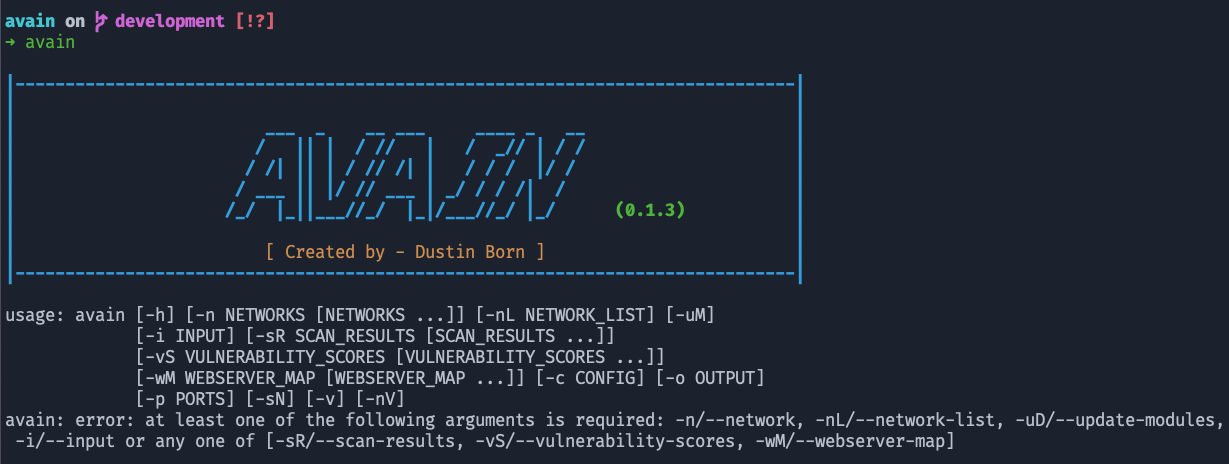 avain on development [!?]
→ avain
AVAIN
(0.1.3)
[ Created by - Dustin Born ]
usage: avain [-h] [-n NETWORKS [NETWORKS ...]] [-nL NETWORK_LIST] [-uM]
[-i INPUT] [-sR SCAN_RESULTS [SCAN_RESULTS ...]]
[-vS VULNERABILITY_SCORES [VULNERABILITY_SCORES ...]]
[-wM WEBSERVER_MAP [WEBSERVER_MAP ...]] [-c CONFIG] [-o OUTPUT]
[-p PORTS] [-sN] [-v] [-nV]
avain: error: at least one of the following arguments is required: -n/--network, -nL/--network-list, -uD/--update-modules,
-i/--input or any one of [-sR/--scan-results, -vS/--vulnerability-scores, -wM/--webserver-map]